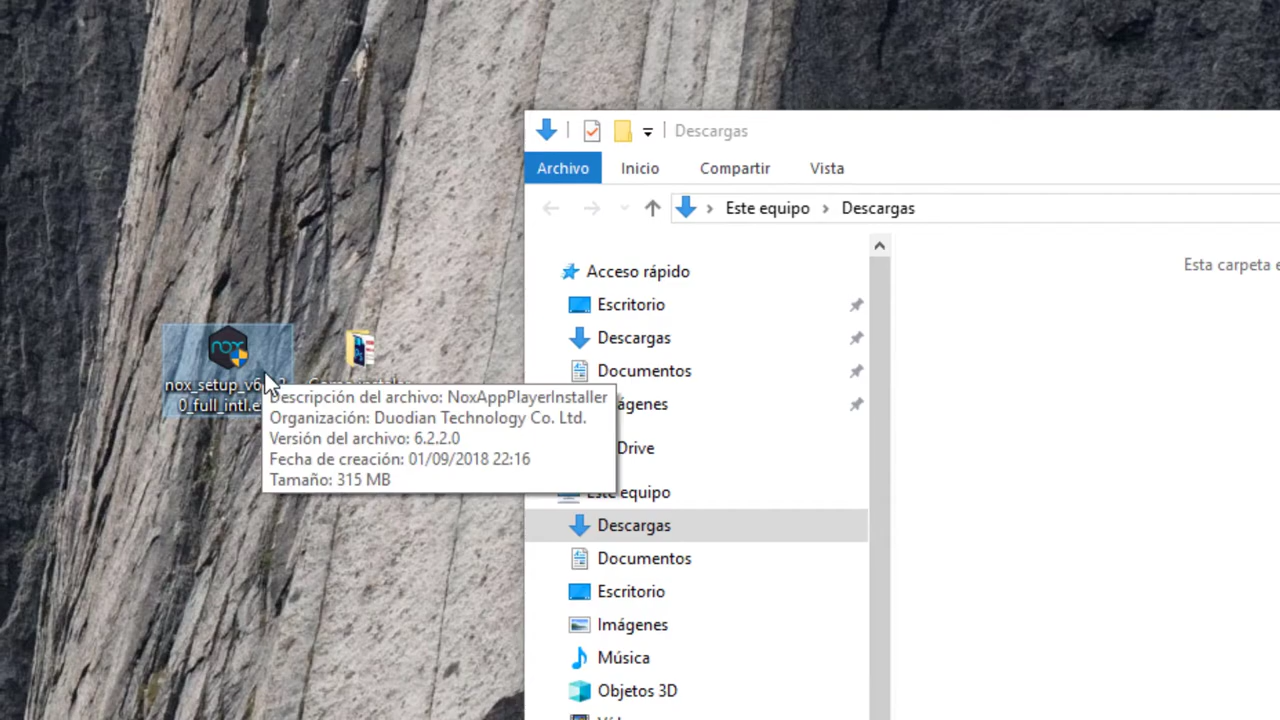 Descargas
Archivo Inicio Compartir Vista
Este equipo Descargas
Esta carpeta
Acceso rápido
Escritorio
Descargas
Documentos
Drive
equipo
Descargas
Documentos
Escritorio
Imágenes
Música
Objetos 3D
nox
nox_setup_v6
0_full_intl.e
Descripción del archivo: NoxAppPlayerInstaller
Organización: Duodian Technology Co. Ltd.
Versión del archivo: 6.2.2.0
Fecha de creación: 01/09/2018 22:16
Tamaño: 315 MB